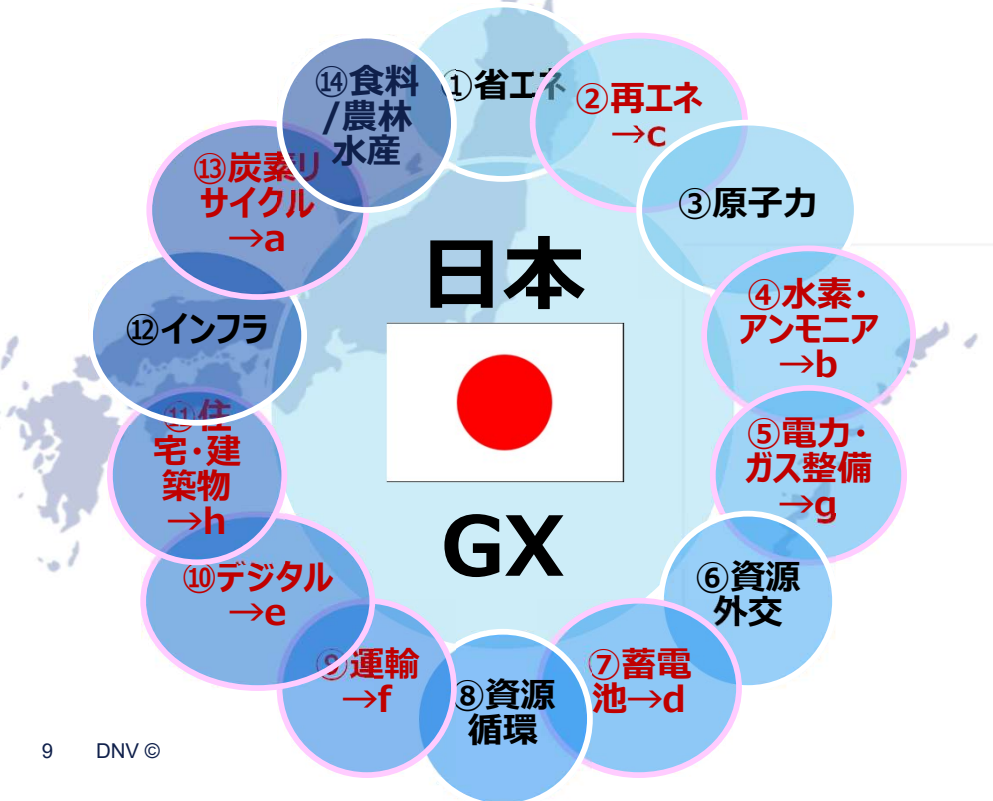 ①省エネ
②再エネ
→c
③原子力
④水素・
アンモニア
→b
⑤電力・
ガス整備
→g
⑥資源
外交
⑦蓄電
池→d
⑧資源
循環
⑨運輸
→f
⑩デジタル
→e
⑪住
宅・建
築物
→h
⑫インフラ
⑬炭素リ
サイクル
→a
⑭食料
/農林
水産
日本
GX
9 DNV ©